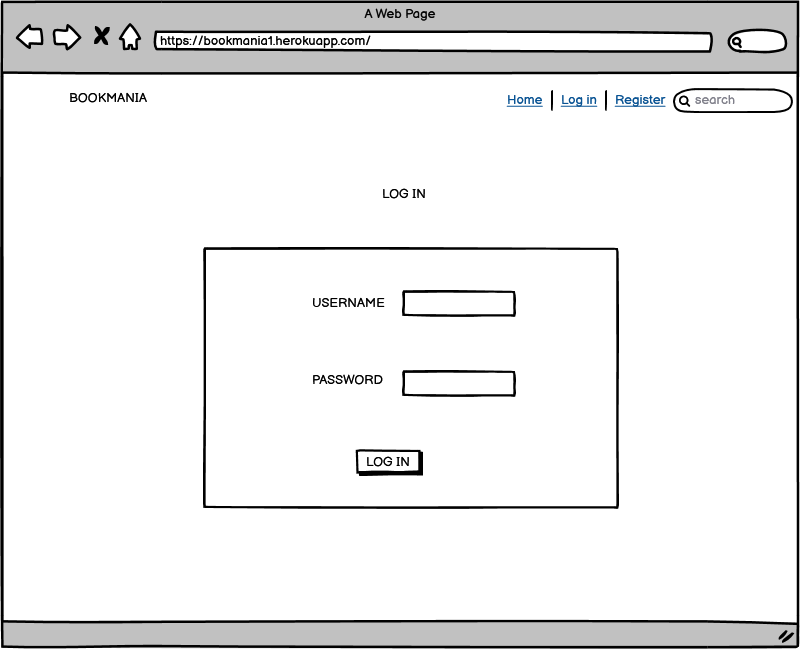 A Web Page
https://bookmania1.herokuapp.com/
BOOKMANIA
Home | Log in | Register
search
LOG IN
USERNAME
PASSWORD
LOG IN